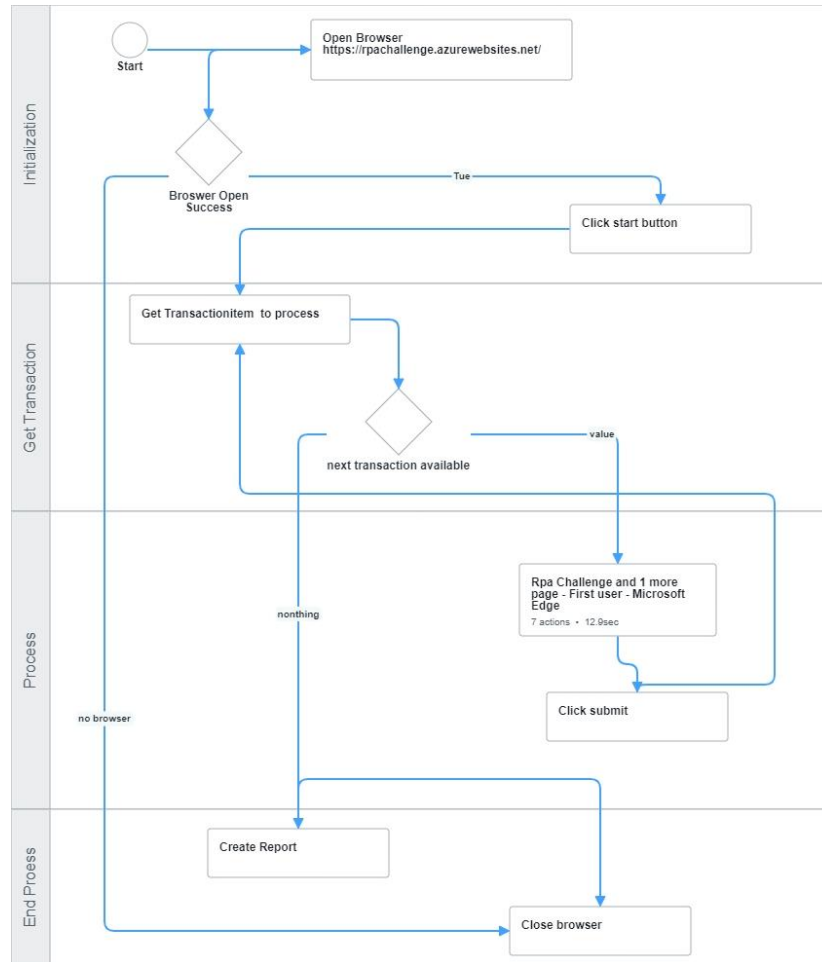 Initialization
Start
Open Browser
https://rpachallenge.azurewebsites.net/
Broswer Open
Success
Tue
Click start button
Get Transaction
Get Transactionitem to process
next transaction available
value
Process
Rpa Challenge and 1 more
page - First user - Microsoft
Edge
7 actions • 12.9sec
nonthing
Click submit
no browser
End Proess
Create Report
Close browser